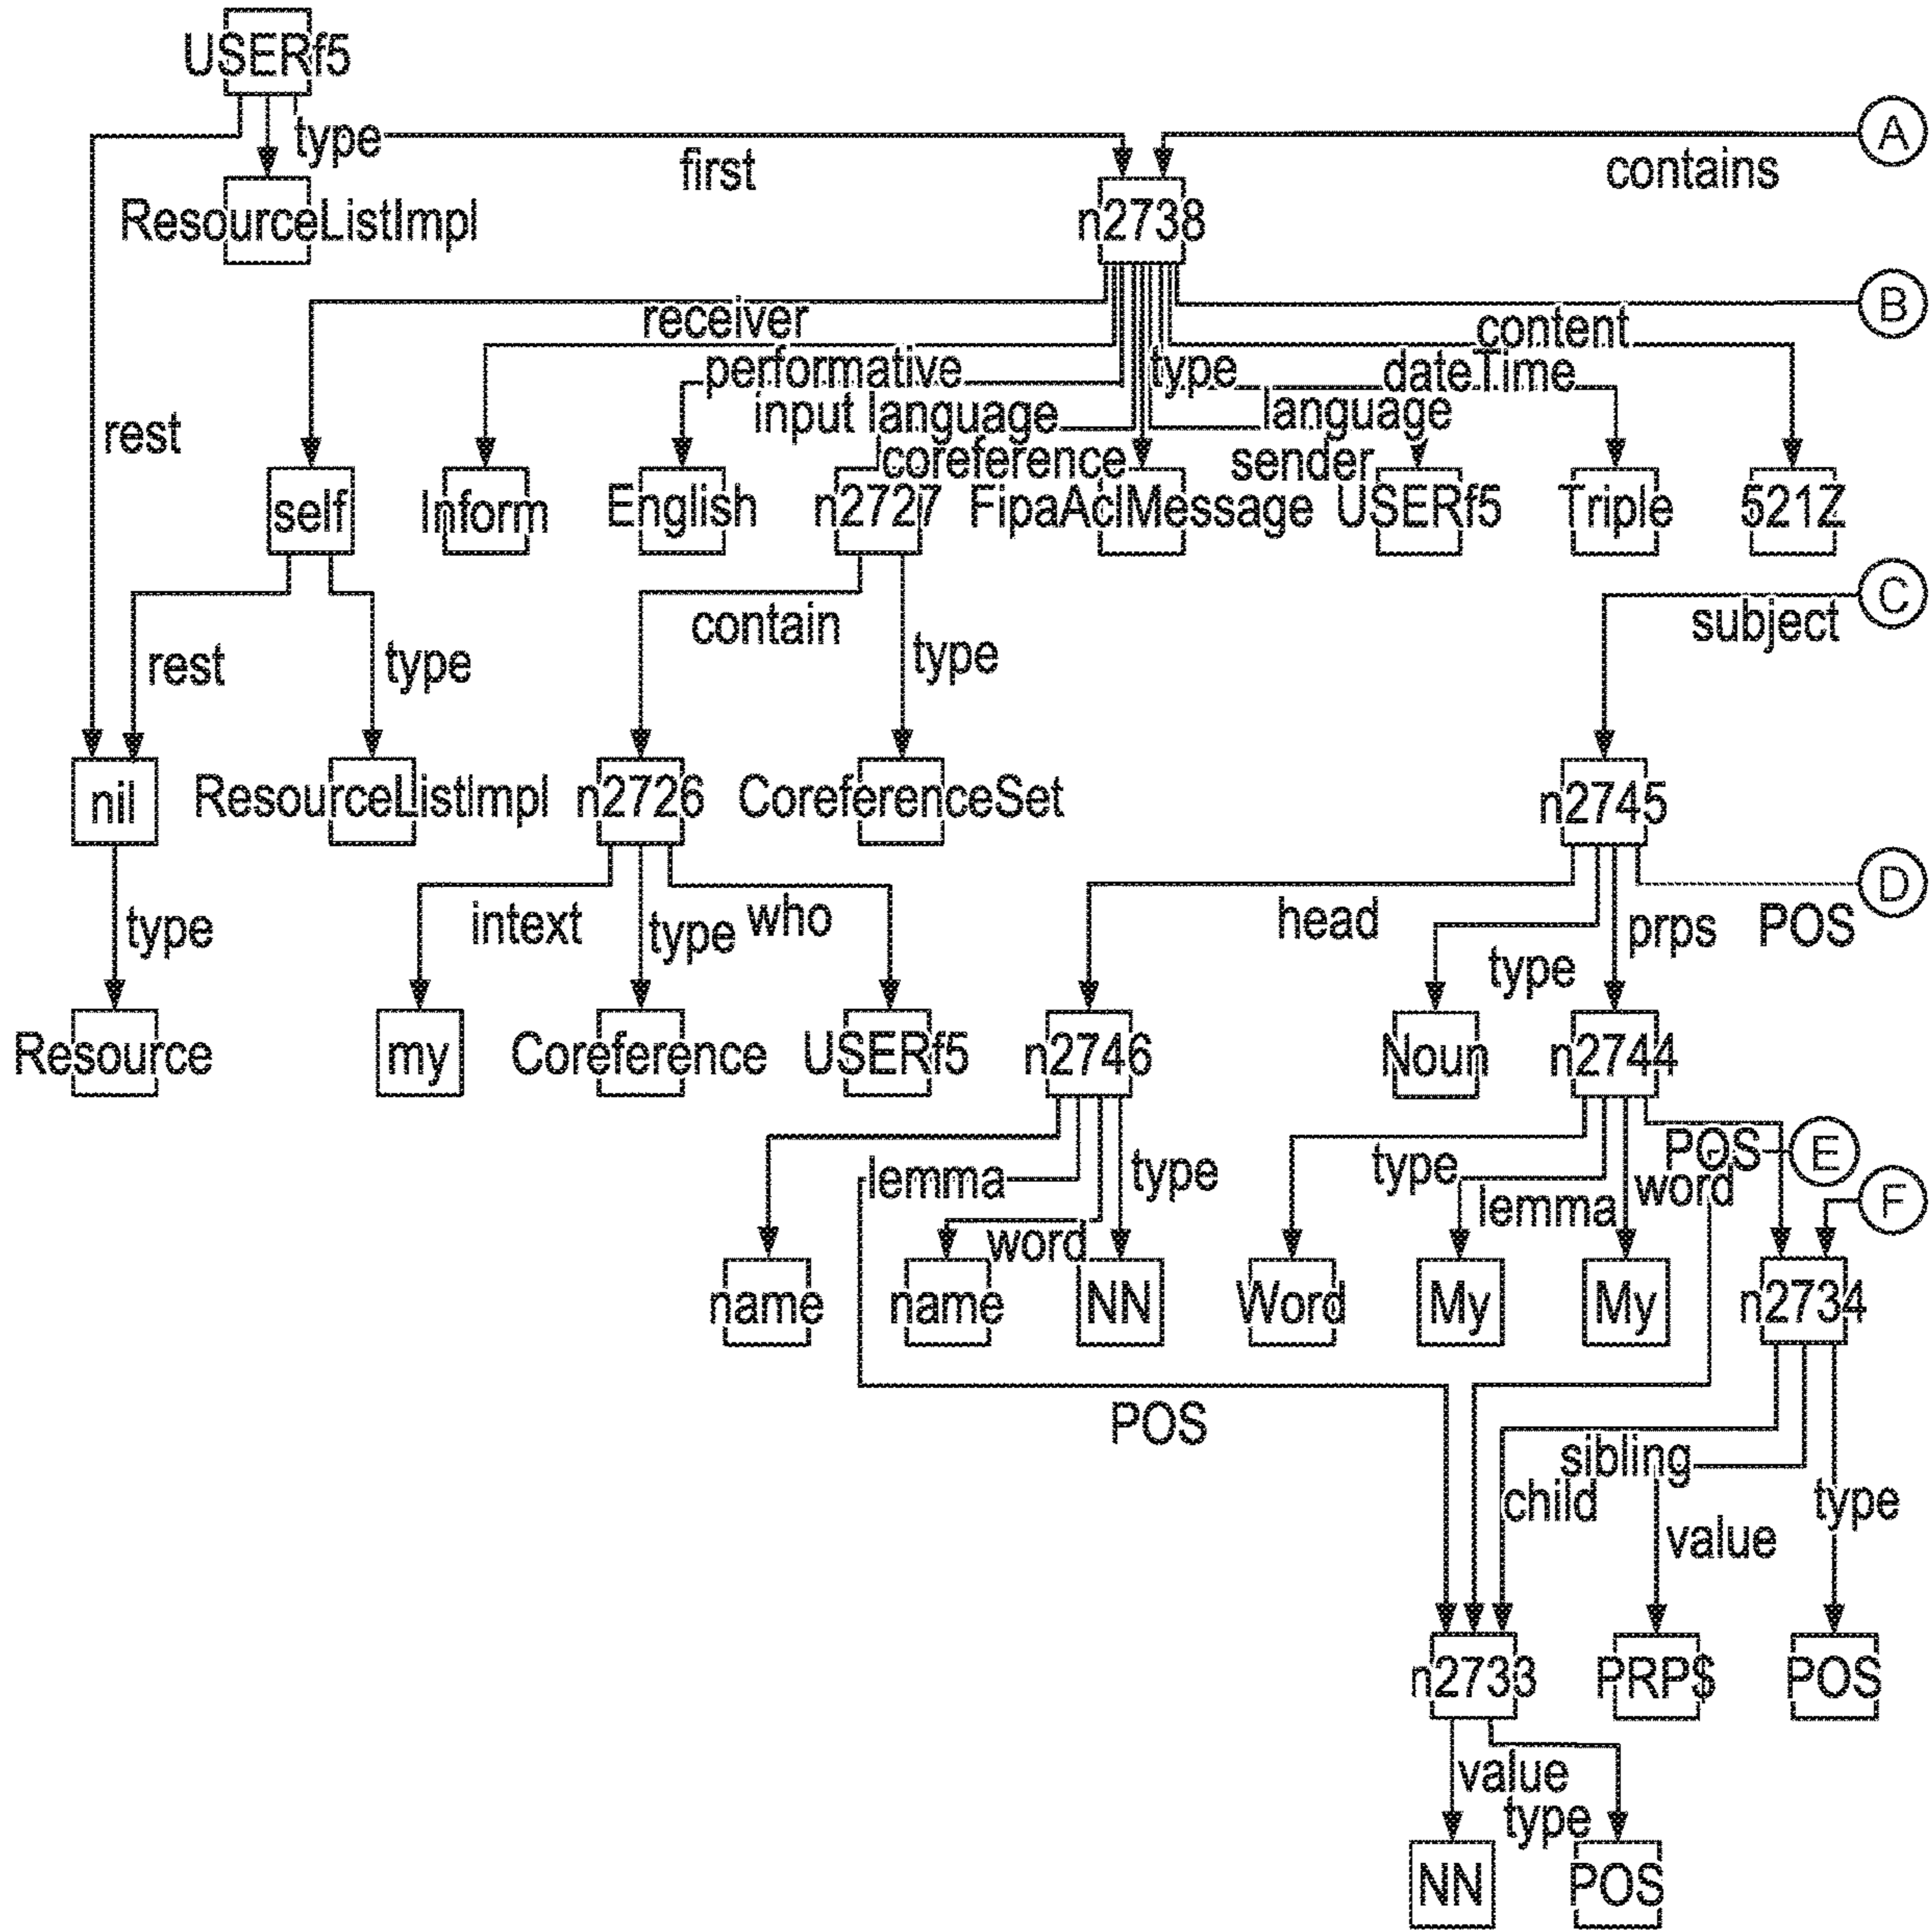 USERf5
type
A
first
contains
ResourceListImpl
n2738
receiver
B
content
performative
type
dateTime
input language
language
rest
coreference
sender
self
Inform
English
n2727
FipaAclMessage
USERf5
Triple
521Z
C
contain
subject
rest
type
type
nil
ResourceListImpl
n2726
CoreferenceSet
n2745
D
intext
type
who
head
prps
POS
type
type
Resource
my
Coreference
USERf5
n2746
Noun
n2744
POS
E
lemma
type
type
word
F
lemma
word
name
name
NN
Word
My
My
n2734
POS
sibling
child
type
value
n2733
PRP$
POS
value
type
NN
POS